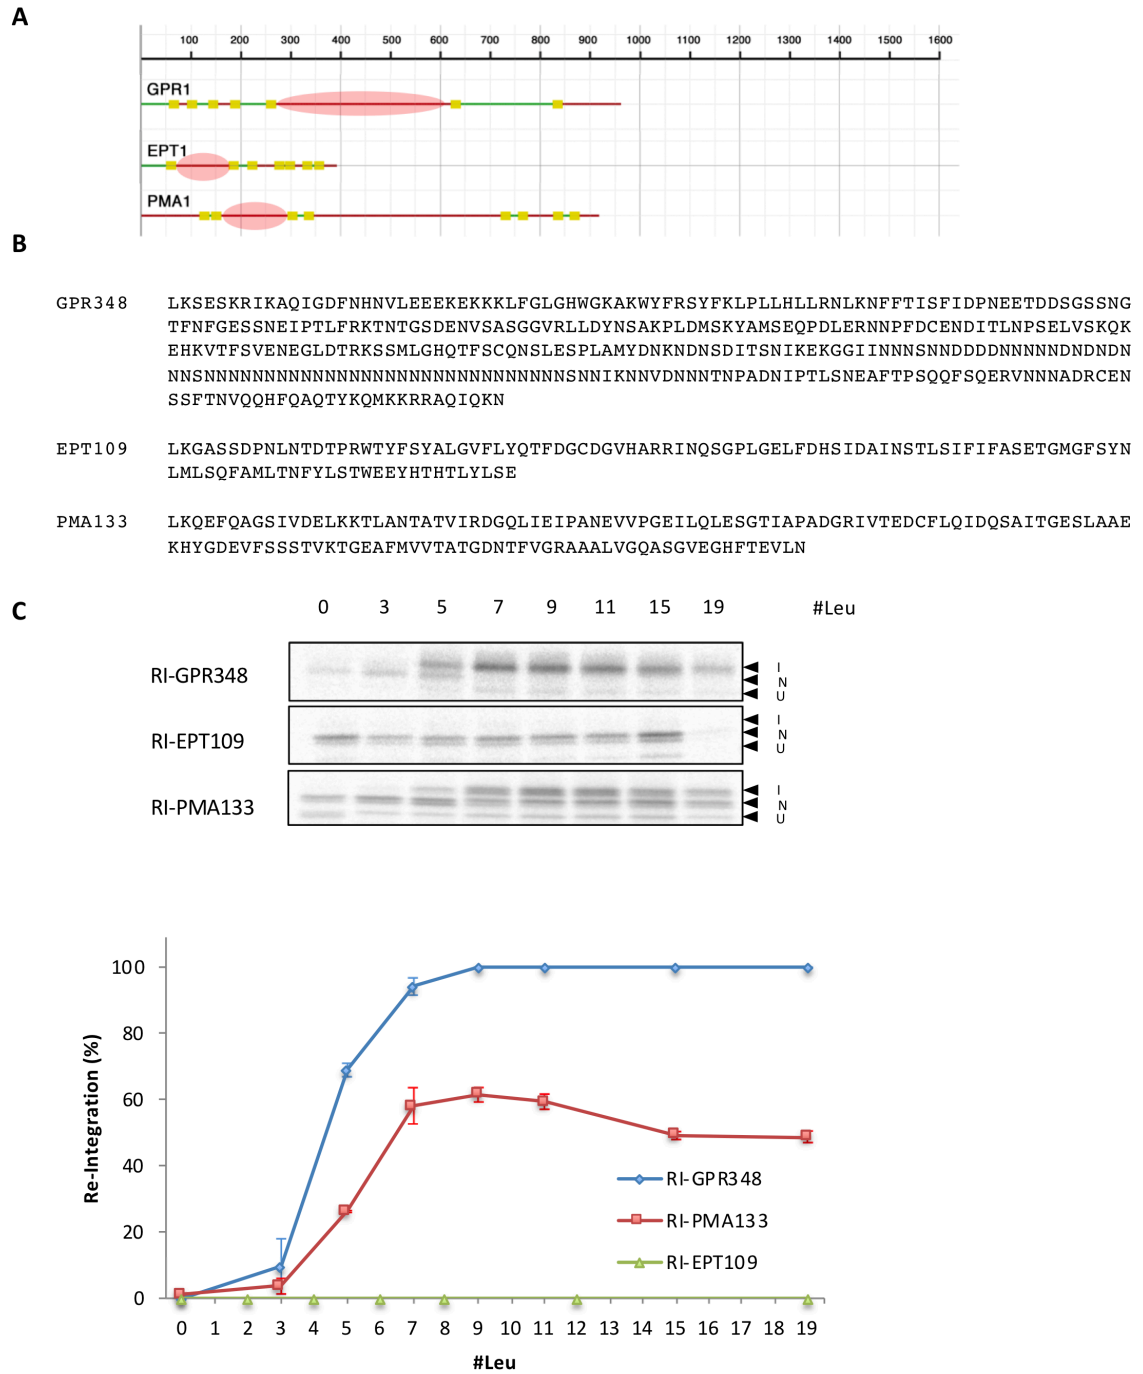 A
100 200 300 400 500 600 700 800 900 1000 1100 1200 1300 1400 1500 1600
GPR1
EPT1
PMA1
B
GPR348 LKSESKRIKAQIGDFNHNVLEEEKEKKKLFGLGHWGKAKWYFRSYFKLPLLHLLRNLKNFFTISFIDPNEETDDSGSSNG
TFNFGESSNEIPTLFRKTNTGSDENVSASGGVRLLDYNSAKPLDMSKYAMSEQPDLERNNPFDCENDITLNPSELVSKQK
EHKVTFSVENEGLDTRKSSMLGHQTFSCQNSLESPLAMYDNKNDNSDITSNIKEKGGIINNNSNNDDDDNNNNNDNDNDN
NNSNNNNNNNNNNNNNNNNNNNNNNNNNNNNNNSNNIKNNVDNNNTNPADNIPTLSNEAFTPSQQFSQERVNNNADRCEN
SSFTNVQQHFQAQTYKQMKKRRAQIQKN
EPT109 LKGASSDPNLNTDTPRWTYFSYALGVFLYQTFDGCDGVHARRINQSGPLGELFDHSIDAINSTLSIFIFASETGMGFSYN
LMLSQFAMLTNFYLSTWEEYHTHTLYLSE
PMA133 LKQEFQAGSIVDELKKTLANTATVIRDGQLIEIPANEVVPGEILQLESGTIAPADGRIVTEDCFLQIDQSAITGESLAAE
KHYGDEVFSSSTVKTGEAFMVVTATGDNTFVGRAAALVGQASGVEGHFTEVLN
C
0 3 5 7 9 11 15 19 #Leu
RI-GPR348
I
N
U
RI-EPT109
I
N
U
RI-PMA133
I
N
U
Re-Integration (%)
100
80
60
40
20
0
RI-GPR348
RI-PMA133
RI-EPT109
0 1 2 3 4 5 6 7 8 9 10 11 12 13 14 15 16 17 18 19
#Leu